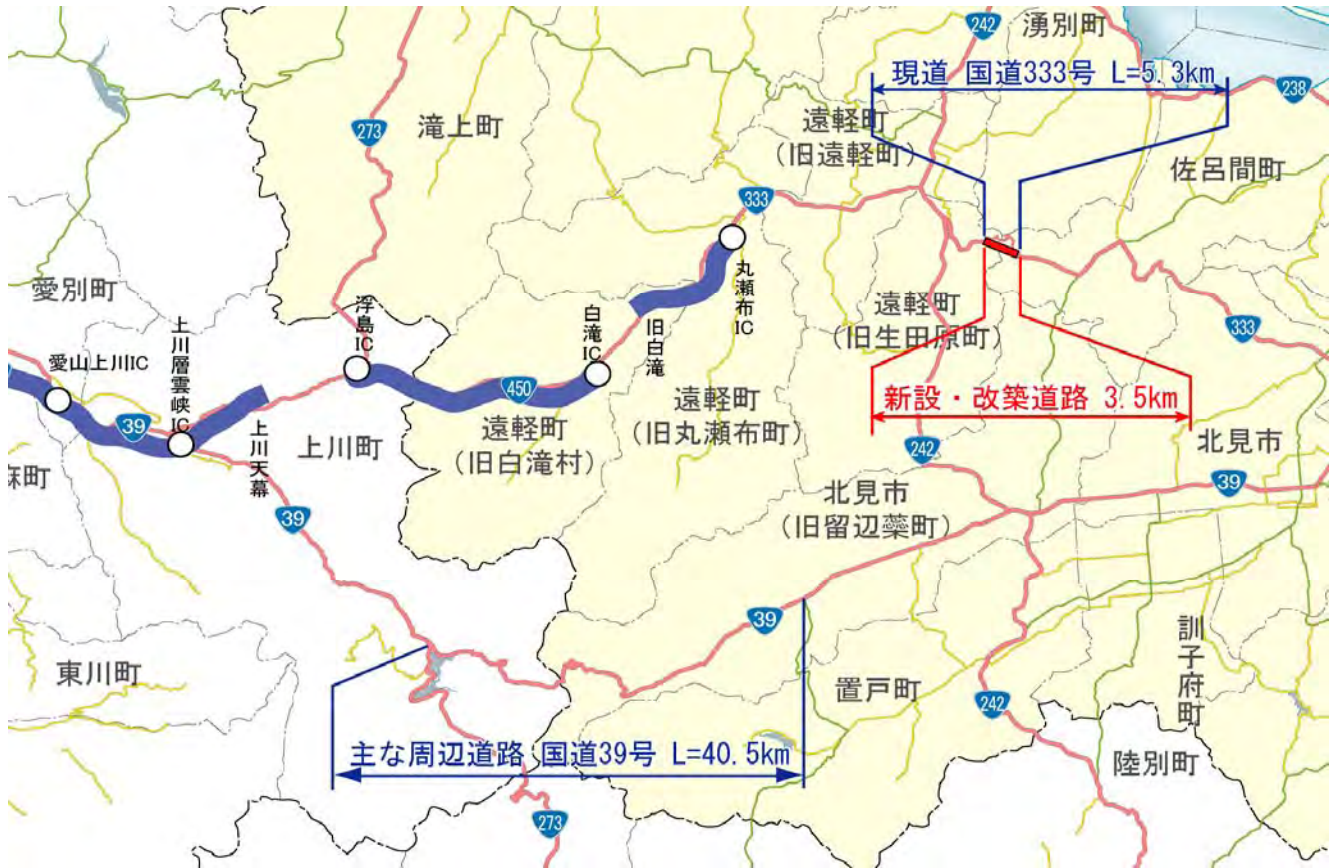 242
湧別町
現道 国道333号 L=5.3km
238
273
滝上町
遠軽町
(旧遠軽町)
佐呂間町
333
丸瀬布IC
愛別町
浮島IC
白滝IC
旧白滝
遠軽町
(旧生田原町)
333
上川層雲峡IC
愛山上川IC
450
39
遠軽町
(旧丸瀬布町)
新設・改築道路 3.5km
上川天幕
上川町
遠軽町
(旧白滝村)
242
北見市
39
麻町
北見市
(旧留辺蘂町)
39
39
訓子府町
東川町
置戸町
242
主な周辺道路 国道39号 L=40.5km
陸別町
273